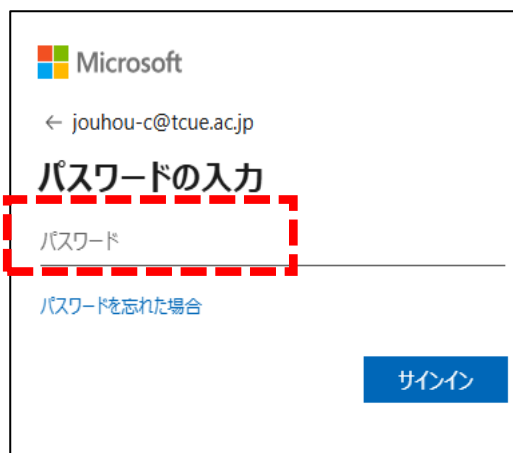 Microsoft
← jouhou-c@tcue.ac.jp
パスワードの入力
パスワード
パスワードを忘れた場合
サインイン